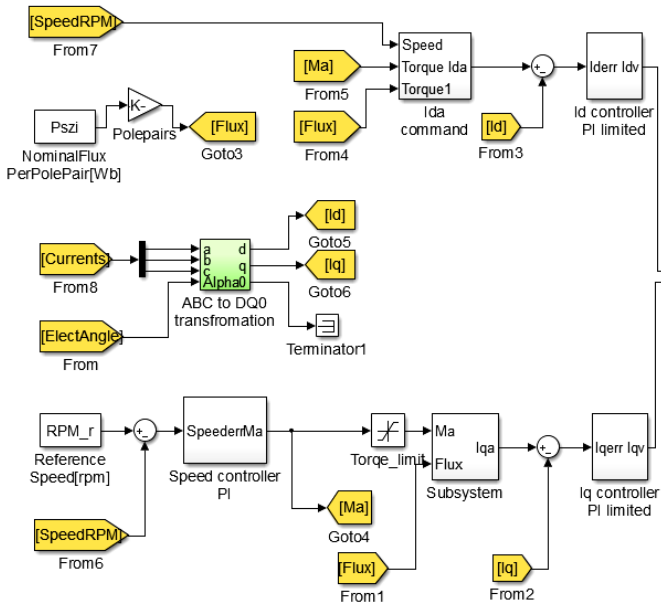 [SpeedRPM]
From7
Speed
Torque Ida
Torque1
Ida
command
[Ma]
From5
[Flux]
From4
+
-
[Id]
From3
Iderr Idv
Id controller
PI limited
Pszi
NominalFlux
PerPolePair[Wb]
K-
Polepairs
[Flux]
Goto3
[Currents]
From8
a
b
c
Alpha0
d
q
0
ABC to DQ0
transfromation
[Id]
Goto5
[Iq]
Goto6
Terminator1
[ElectAngle]
From
RPM_r
Reference
Speed[rpm]
+
-
SpeederrMa
Speed controller
PI
Torqe_limit
Ma
Iqa
Flux
Subsystem
+
-
Iqerr Iqv
Iq controller
PI limited
[SpeedRPM]
From6
[Ma]
Goto4
[Flux]
From1
[Iq]
From2